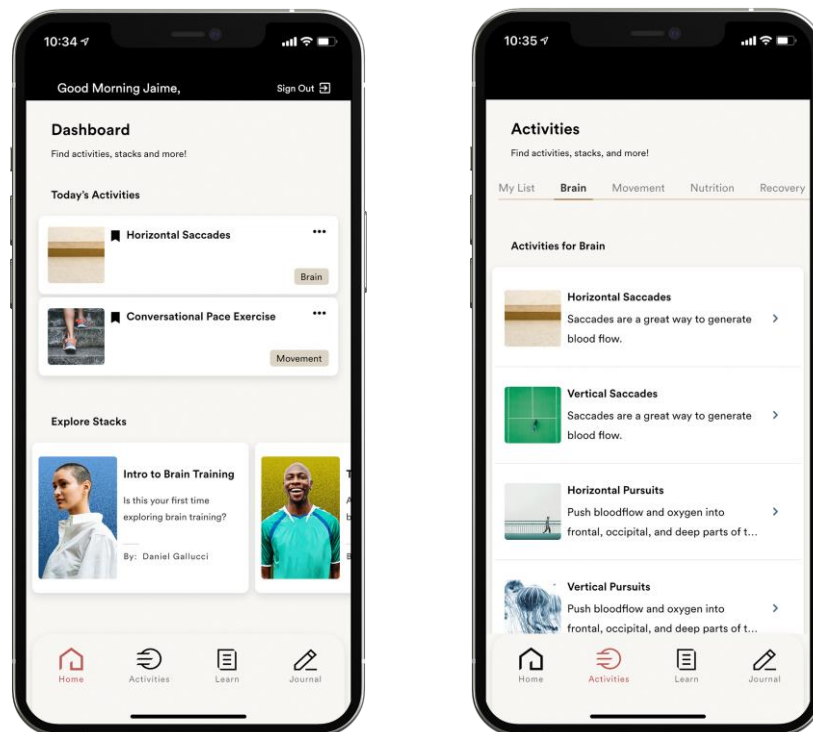 10:34
Good Morning Jaime,
Sign Out
Dashboard
Find activities, stacks and more!
Today's Activities
Horizontal Saccades
Brain
Conversational Pace Exercise
Movement
Explore Stacks
Intro to Brain Training
Is this your first time
exploring brain training?
By: Daniel Gallucci
Home
Activities
Learn
Journal
10:35
Activities
Find activities, stacks, and more!
My List
Brain
Movement
Nutrition
Recovery
Activities for Brain
Horizontal Saccades
Saccades are a great way to generate
blood flow.
Vertical Saccades
Saccades are a great way to generate
blood flow.
Horizontal Pursuits
Push bloodflow and oxygen into
frontal, occipital, and deep parts of t...
Vertical Pursuits
Push bloodflow and oxygen into
frontal, occipital, and deep parts of t...
Home
Activities
Learn
Journal